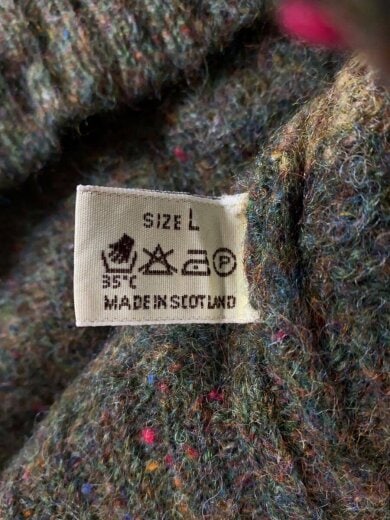 SIZE L
P
35°C
MADE IN SCOTLAND